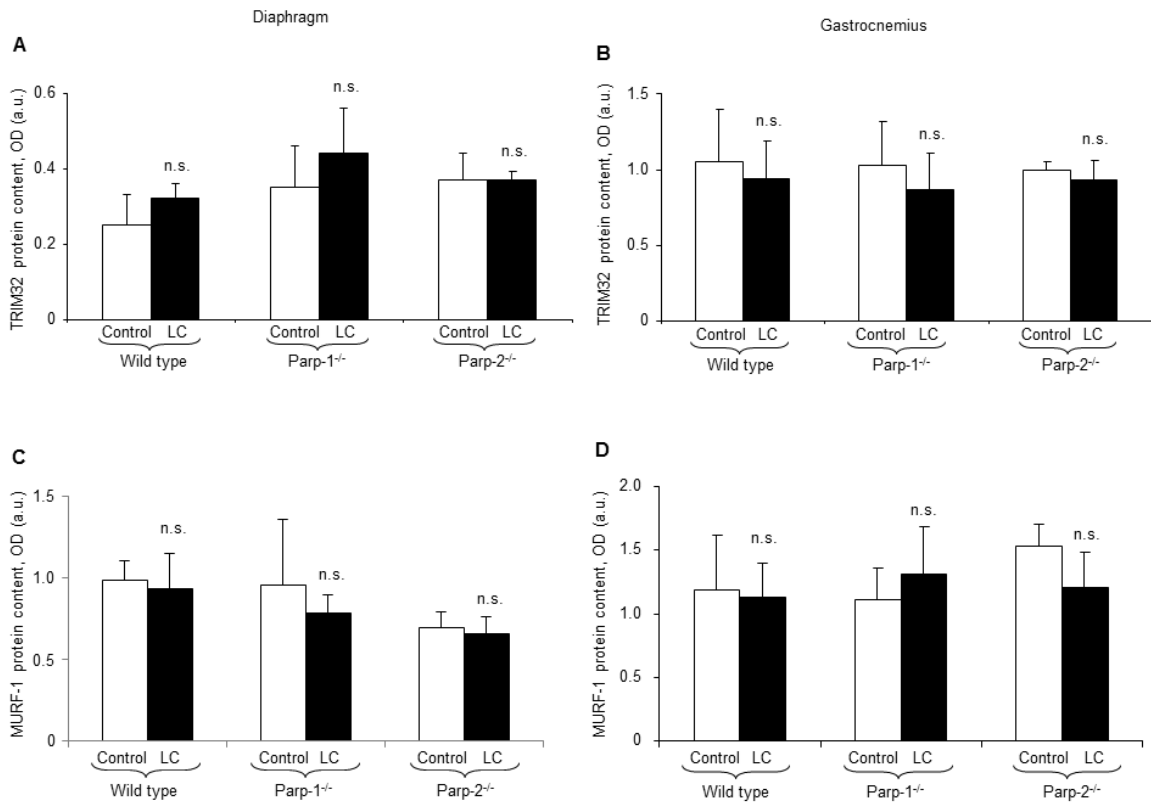 Diaphragm
Gastrocnemius
A
TRIM32 protein content, OD (a.u.)
0.6
0.4
0.2
0
n.s.
n.s.
n.s.
Control LC
Control LC
Control LC
Wild type
Parp-1-/-
Parp-2-/-
B
TRIM32 protein content, OD (a.u.)
1.5
1.0
0.5
0
n.s.
n.s.
n.s.
Control LC
Control LC
Control LC
Wild type
Parp-1-/-
Parp-2-/-
C
MURF-1 protein content, OD (a.u.)
1.5
1.0
0.5
0
n.s.
n.s.
n.s.
Control LC
Control LC
Control LC
Wild type
Parp-1-/-
Parp-2-/-
D
MURF-1 protein content, OD (a.u.)
2.0
1.5
1.0
0.5
0
n.s.
n.s.
n.s.
Control LC
Control LC
Control LC
Wild type
Parp-1-/-
Parp-2-/-